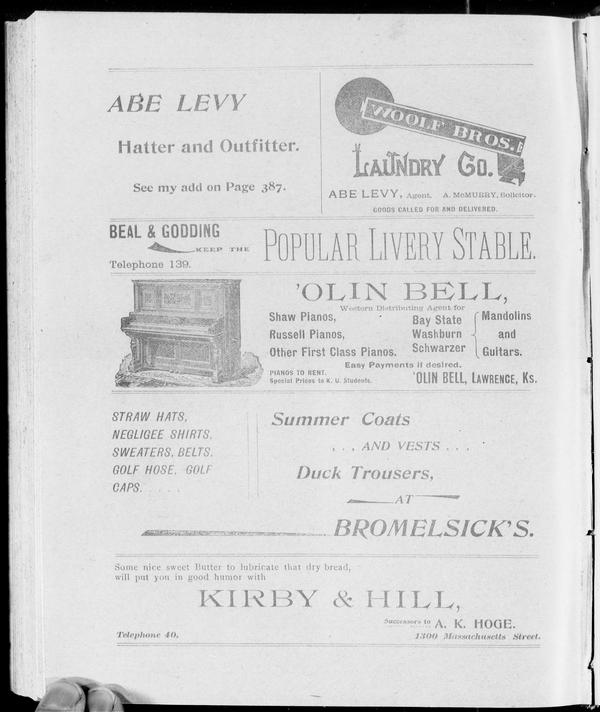 ABE LEVY
Hatter and Outfitter.
See my add on Page 387.
WOOLF BROS.
LAUNDRY CO.
ABE LEVY, Agent. A. McMURRY, Solicitor.
GOODS CALLED FOR AND DELIVERED.
BEAL & GODDING
KEEP THE
Telephone 139.
POPULAR LIVERY STABLE.
'OLIN BELL,
Western Distributing Agent for
Shaw Pianos,
Russell Pianos,
Other First Class Pianos.
Bay State
Washburn
Schwarzer
Mandolins
and
Guitars.
Easy Payments if desired.
PIANOS TO RENT.
Special Prices to K. U. Students.
'OLIN BELL, LAWRENCE, KS.
STRAW HATS,
NEGLIGEE SHIRTS,
SWEATERS, BELTS,
GOLF HOSE, GOLF
CAPS. . . . .
Summer Coats
. . . AND VESTS . . .
Duck Trousers,
AT
BROMELSICK'S.
Some nice sweet Butter to lubricate that dry bread,
will put you in good humor with
KIRBY & HILL,
Successors to A. K. HOGE.
Telephone 40.
1300 Massachusetts Street.